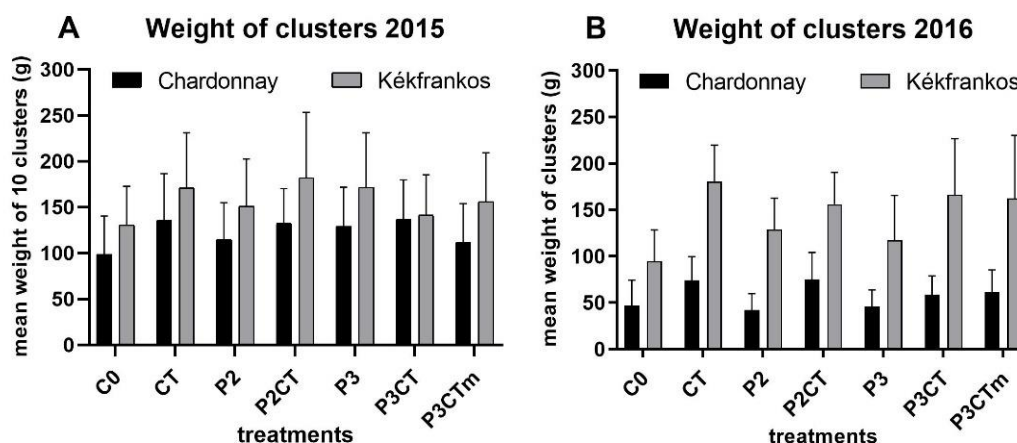 A Weight of clusters 2015
mean weight of 10 clusters (g)
300
250
200
150
100
50
0
Chardonnay Kékfrankos
C0 CT P2 P2CT P3 P3CT P3CTm
treatments
B Weight of clusters 2016
mean weight of clusters (g)
300
250
200
150
100
50
0
Chardonnay Kékfrankos
C0 CT P2 P2CT P3 P3CT P3CTm
treatments